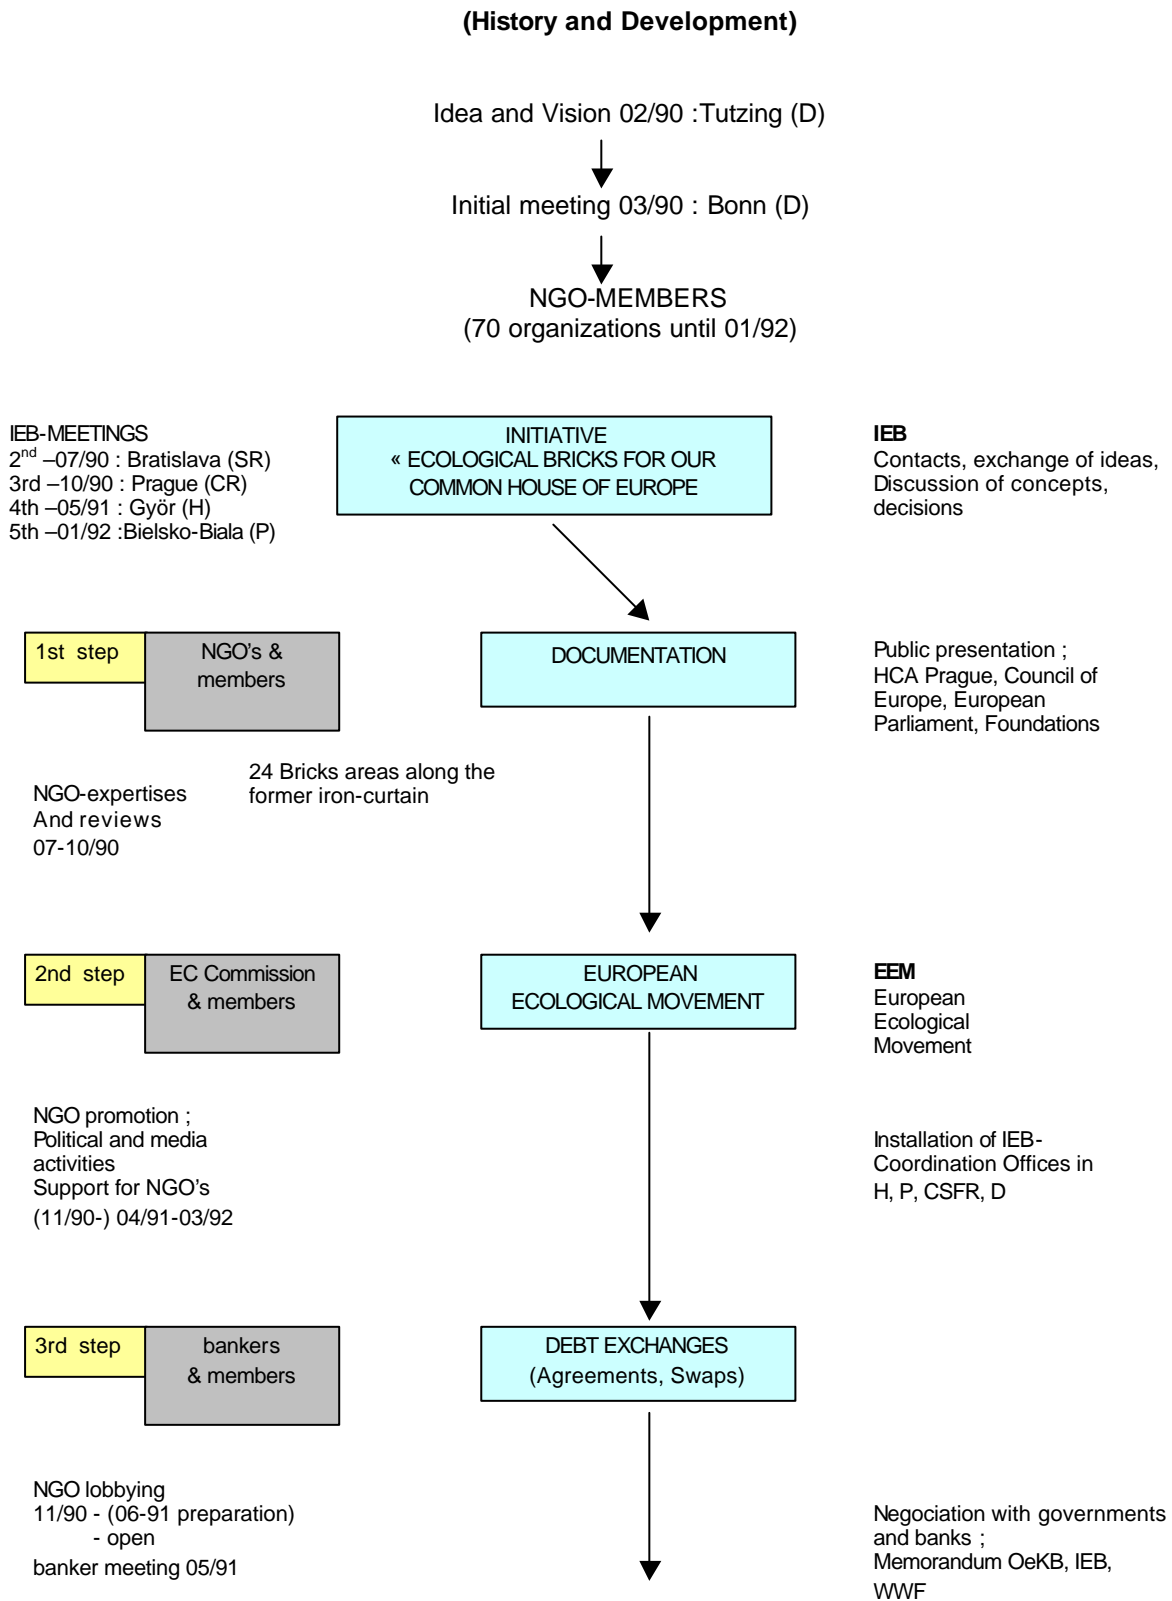 (History and Development)
Idea and Vision 02/90 :Tutzing (D)
Initial meeting 03/90 : Bonn (D)
NGO-MEMBERS
(70 organizations until 01/92)
IEB-MEETINGS
2nd –07/90 : Bratislava (SR)
3rd –10/90 : Prague (CR)
4th –05/91 : Györ (H)
5th –01/92 :Bielsko-Biala (P)
INITIATIVE
« ECOLOGICAL BRICKS FOR OUR
COMMON HOUSE OF EUROPE
IEB
Contacts, exchange of ideas,
Discussion of concepts,
decisions
1st step
NGO's &
members
DOCUMENTATION
Public presentation ;
HCA Prague, Council of
Europe, European
Parliament, Foundations
NGO-expertises
And reviews
07-10/90
24 Bricks areas along the
former iron-curtain
2nd step
EC Commission
& members
EUROPEAN
ECOLOGICAL MOVEMENT
EEM
European
Ecological
Movement
NGO promotion ;
Political and media
activities
Support for NGO's
(11/90-) 04/91-03/92
Installation of IEB-
Coordination Offices in
H, P, CSFR, D
3rd step
bankers
& members
DEBT EXCHANGES
(Agreements, Swaps)
NGO lobbying
11/90 - (06-91 preparation)
- open
banker meeting 05/91
Negociation with governments
and banks ;
Memorandum OeKB, IEB,
WWF